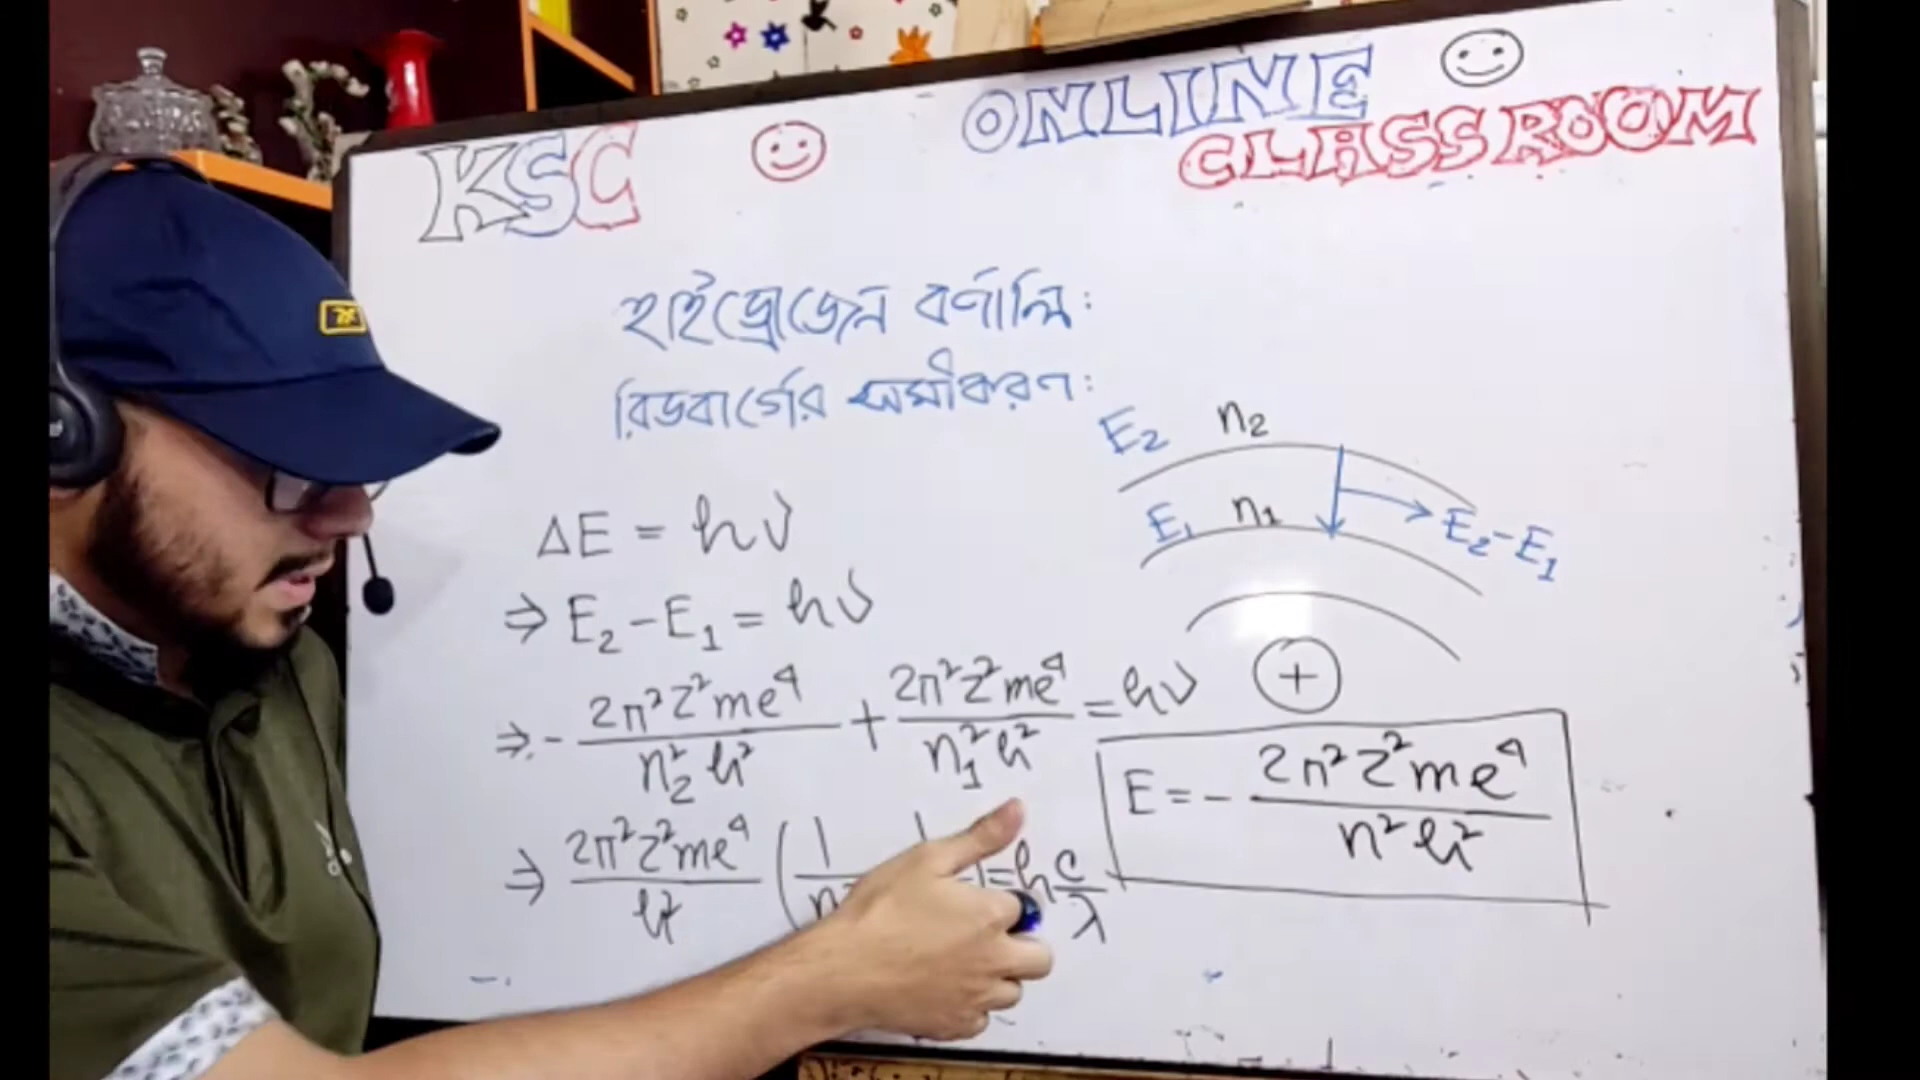 KSC ONLINE
CLASSROOM
হাইড্রোজেন বর্ণালি:
রিডবার্গের সমীকরণ:
E₂ n₂
E₁ n₁
E₂-E₁
ΔE = hν
⇒ E₂-E₁ = hν
⇒ - 2π²Z²me⁴ / n₂²h² + 2π²Z²me⁴ / n₁²h² = hν
+
E = - 2π²Z²me⁴ / n²h²
⇒ 2π²Z²me⁴ / h² ( 1 / n = h c / λ